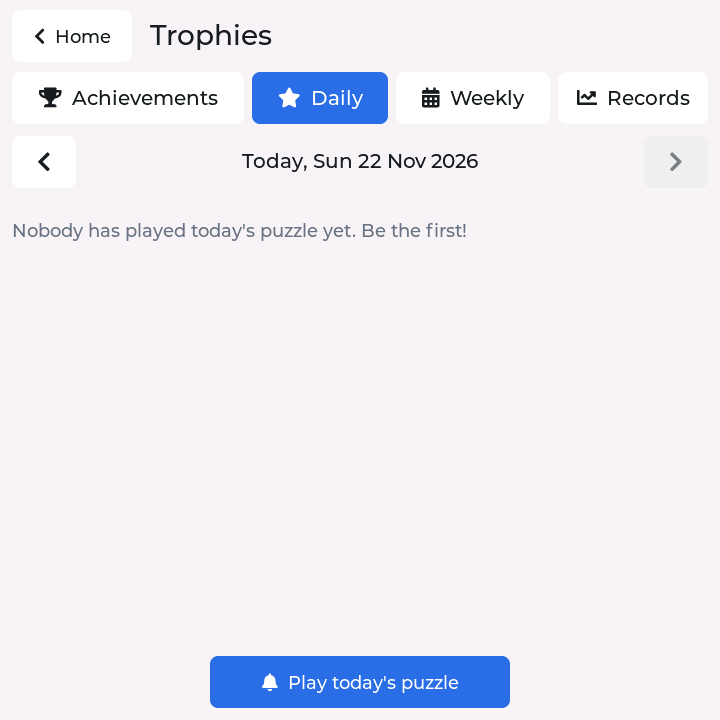 Home
Trophies
Achievements
Daily
Weekly
Records
Today, Sun 22 Nov 2026
Nobody has played today's puzzle yet. Be the first!
Play today's puzzle